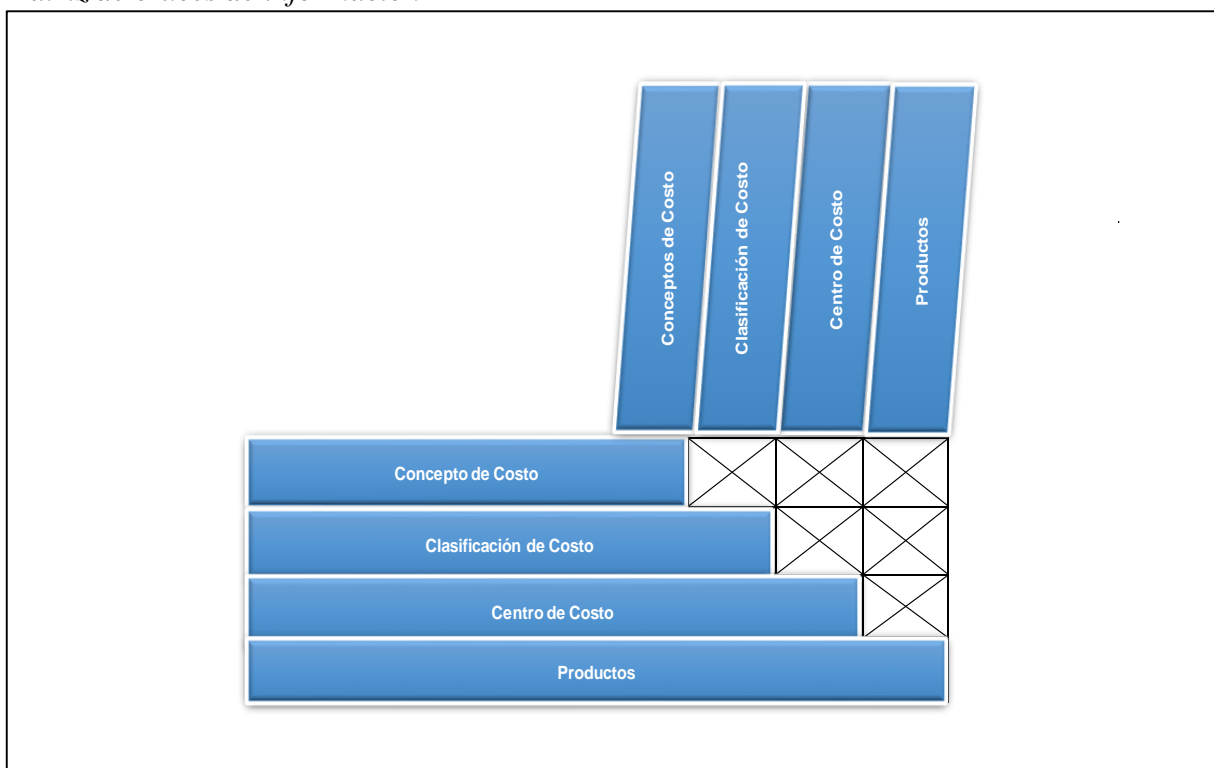 Conceptos de Costo
Clasificación de Costo
Centro de Costo
Productos
Concepto de Costo
Clasificación de Costo
Centro de Costo
Productos